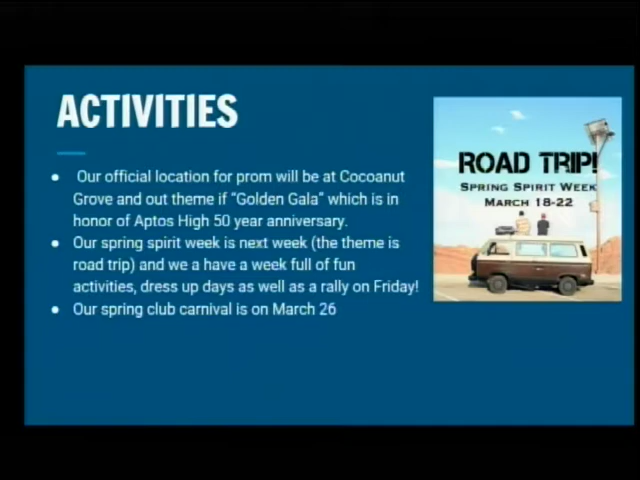 ACTIVITIES
Our official location for prom will be at Cocoanut
Grove and out theme if “Golden Gala” which is in
honor of Aptos High 50 year anniversary.
Our spring spirit week is next week (the theme is
road trip) and we a have a week full of fun
activities, dress up days as well as a rally on Friday!
Our spring club carnival is on March 26
ROAD TRIP!
SPRING SPIRIT WEEK
MARCH 18-22